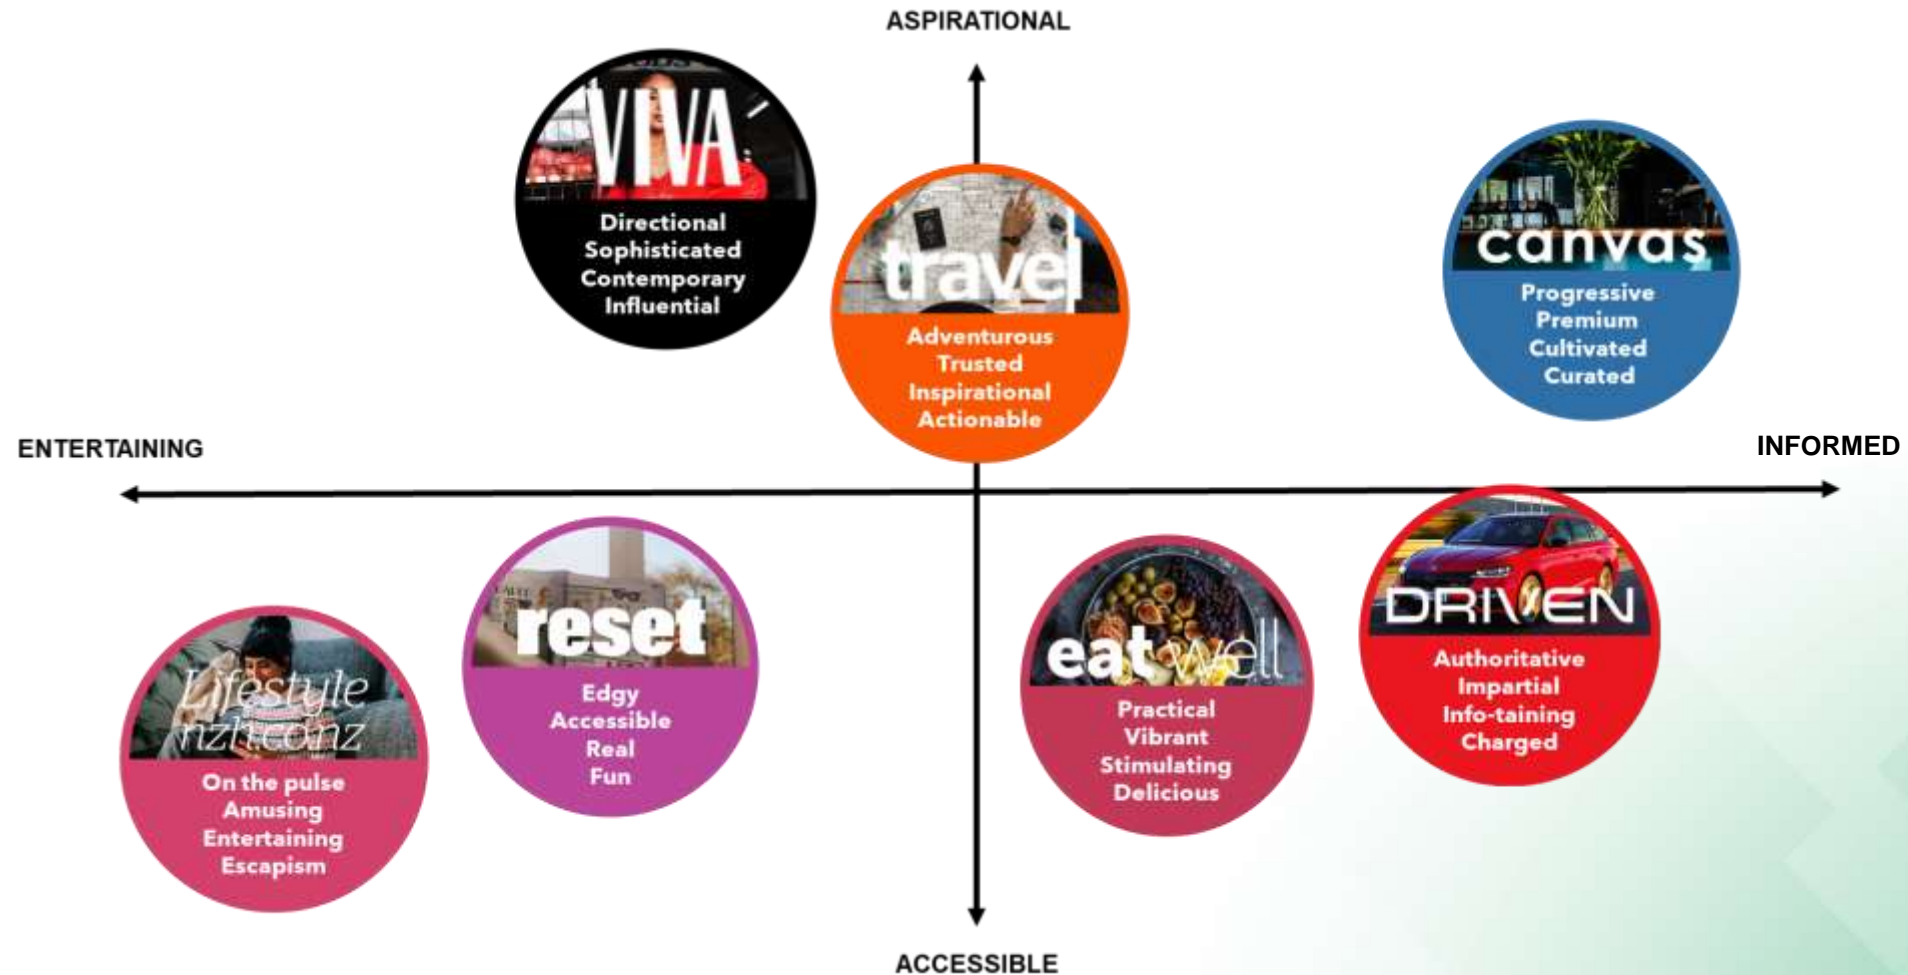 ASPIRATIONAL
VIVA
Directional
Sophisticated
Contemporary
Influential
travel
Adventurous
Trusted
Inspirational
Actionable
canvas
Progressive
Premium
Cultivated
Curated
ENTERTAINING
INFORMED
reset
Edgy
Accessible
Real
Fun
Lifestyle
nzh.co.nz
On the pulse
Amusing
Entertaining
Escapism
eat well
Practical
Vibrant
Stimulating
Delicious
DRIVEN
Authoritative
Impartial
Info-taining
Charged
ACCESSIBLE